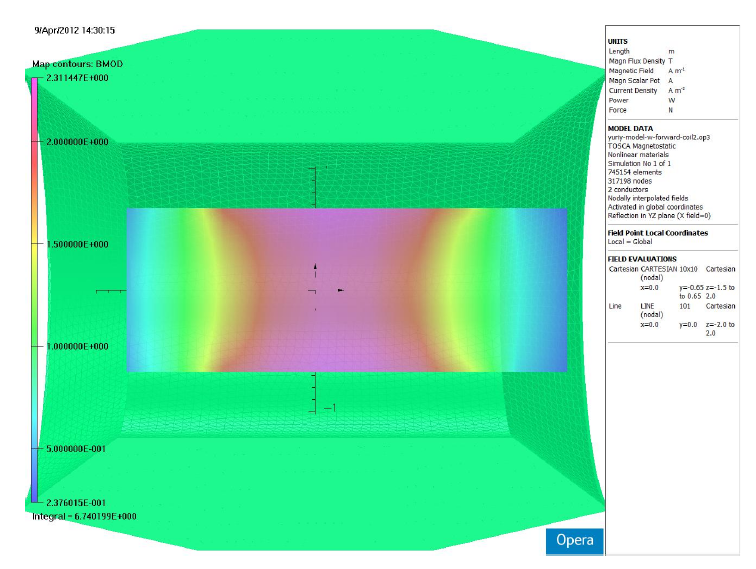 9/Apr/2012 14:30:15
Map contours: BMOD
2.311447E+000
2.000000E+000
1.500000E+000
1.000000E+000
5.000000E-001
2.376015E-001
Integral = 6.740199E+000
UNITS
Length m
Magn Flux Density T
Magnetic Field A m⁻¹
Magn Scalar Pot A
Current Density A m⁻²
Power W
Force N
MODEL DATA
yuriy-model-w-forward-coil2.op3
TOSCA Magnetostatic
Nonlinear materials
Simulation No 1 of 1
745154 elements
317198 nodes
2 conductors
Nodally interpolated fields
Activated in global coordinates
Reflection in YZ plane (X field=0)
Field Point Local Coordinates
Local = Global
FIELD EVALUATIONS
Cartesian CARTESIAN 10x10 Cartesian
(nodal)
x=0.0 y=-0.65 z=-1.5 to
to 0.65 2.0
Line LINE 101 Cartesian
(nodal)
x=0.0 y=0.0 z=-2.0 to
2.0
Opera